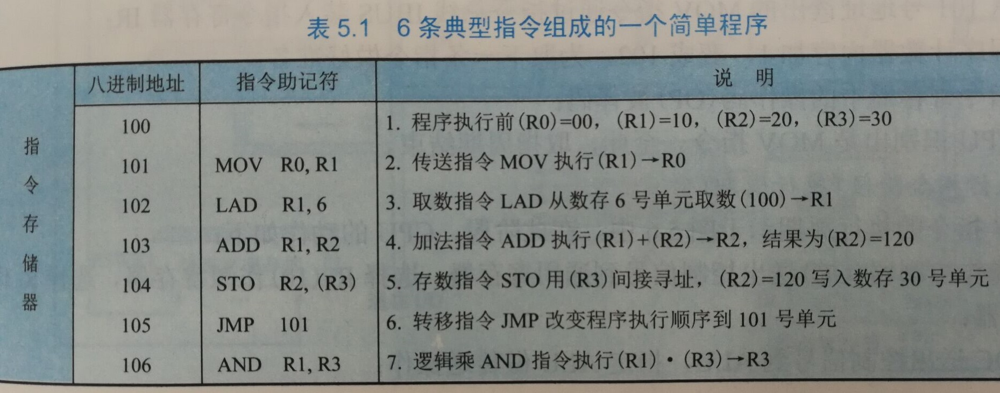 表 5.1 6 条典型指令组成的一个简单程序
指令存储器
八进制地址 指令助记符 说 明
100 1. 程序执行前(R0)=00, (R1)=10, (R2)=20, (R3)=30
101 MOV R0, R1 2. 传送指令 MOV 执行(R1)→R0
102 LAD R1, 6 3. 取数指令 LAD 从数存 6 号单元取数(100)→R1
103 ADD R1, R2 4. 加法指令 ADD 执行(R1)+(R2)→R2, 结果为(R2)=120
104 STO R2, (R3) 5. 存数指令 STO 用(R3)间接寻址, (R2)=120 写入数存 30 号单元
105 JMP 101 6. 转移指令 JMP 改变程序执行顺序到 101 号单元
106 AND R1, R3 7. 逻辑乘 AND 指令执行(R1)·(R3)→R3